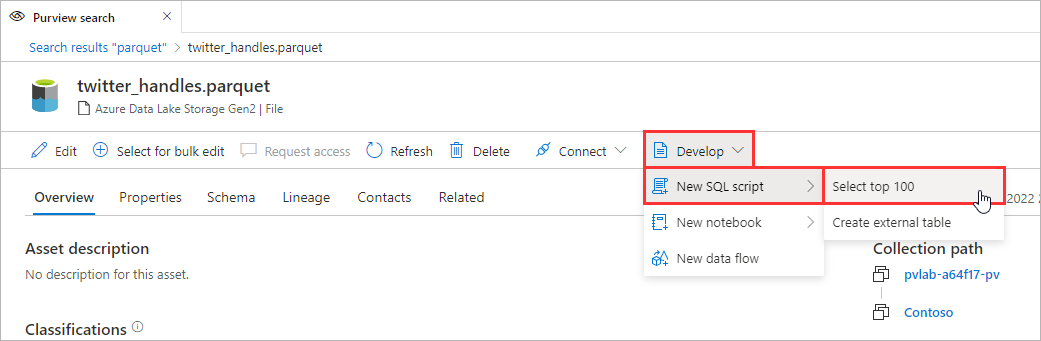 Purview search
Search results "parquet" > twitter_handles.parquet
twitter_handles.parquet
Azure Data Lake Storage Gen2 | File
Edit Select for bulk edit Request access Refresh Delete Connect Develop
New SQL script
Select top 100
New notebook
Create external table
New data flow
Overview Properties Schema Lineage Contacts Related
2022
Asset description
No description for this asset.
Collection path
pvlab-a64f17-pv
Contoso
Classifications